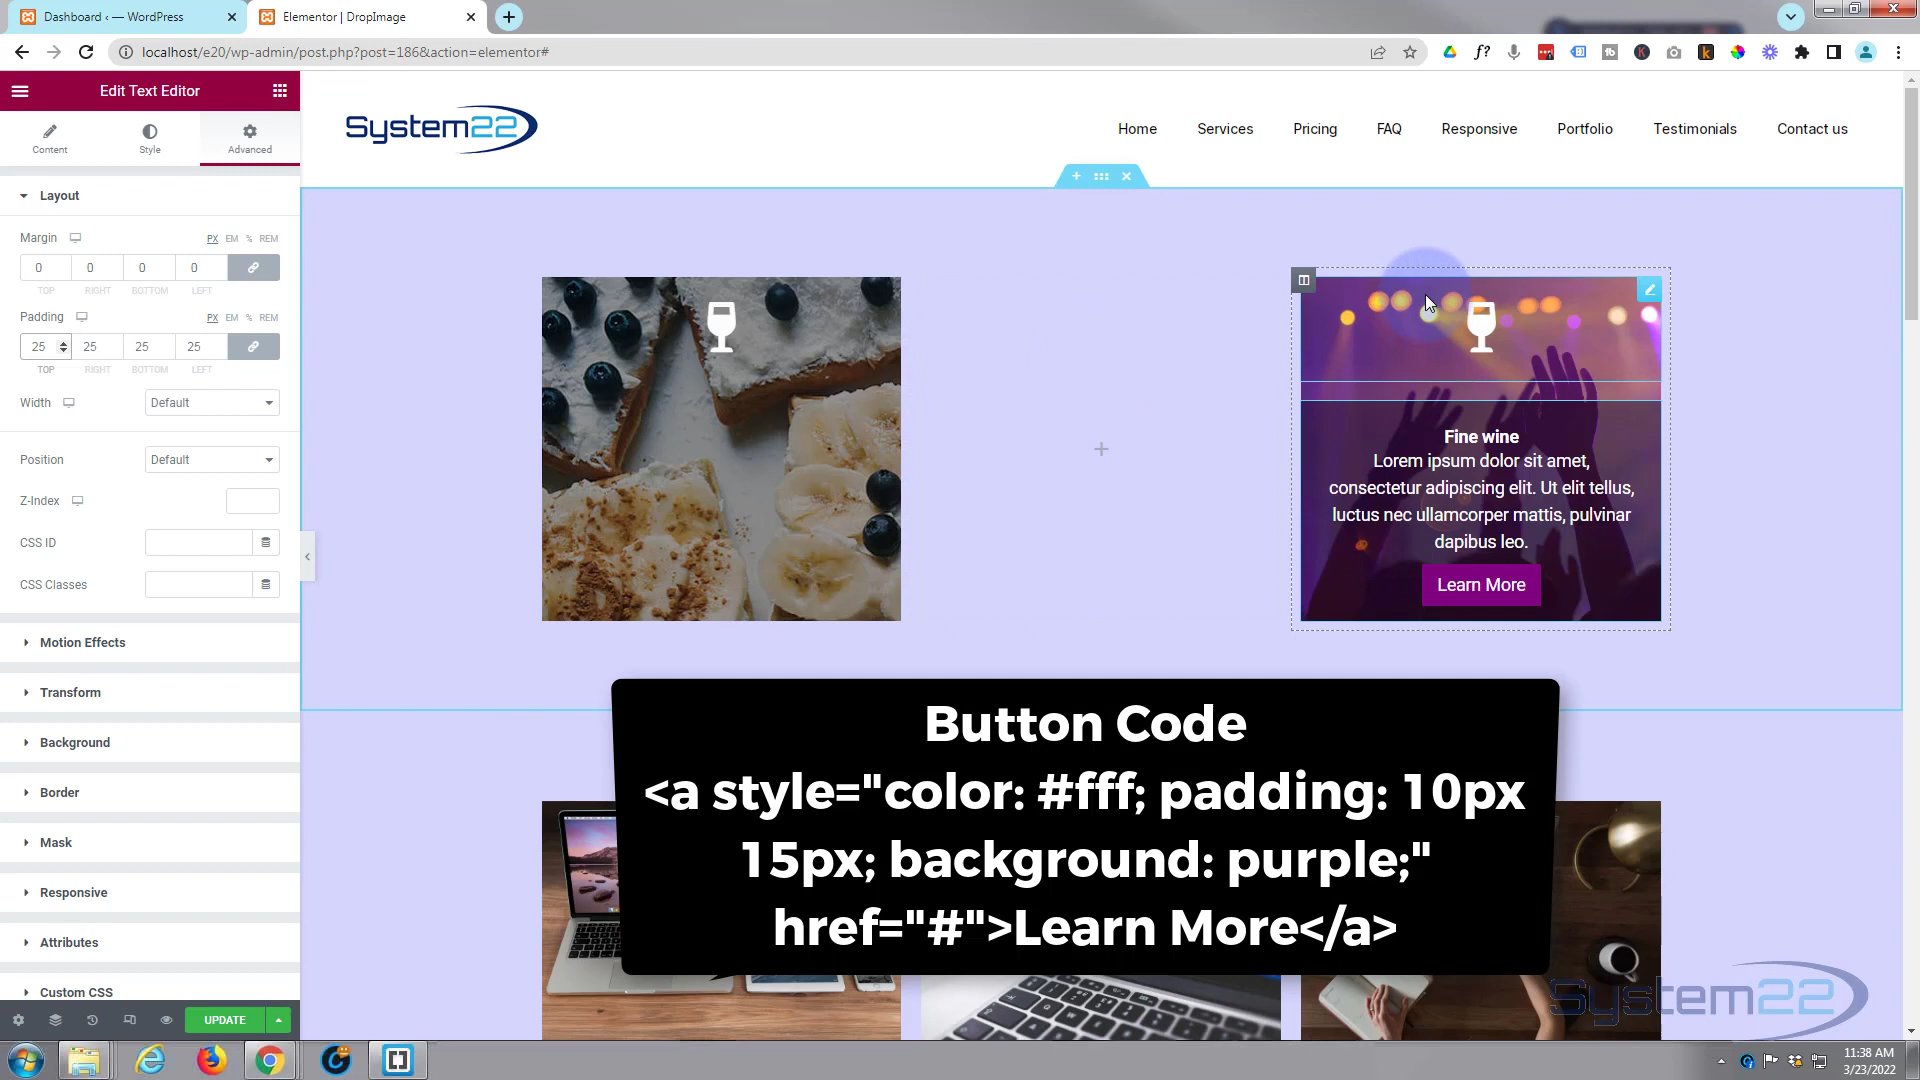 Dashboard ‹ — WordPress
Elementor | DropImage
localhost/e20/wp-admin/post.php?post=186&action=elementor#
Edit Text Editor
Content
Style
Advanced
System22
Home
Services
Pricing
FAQ
Responsive
Portfolio
Testimonials
Contact us
Layout
Margin
PX EM % REM
0 0 0 0
TOP RIGHT BOTTOM LEFT
Padding
PX EM % REM
25 25 25 25
TOP RIGHT BOTTOM LEFT
Width
Default
Position
Default
Z-Index
CSS ID
CSS Classes
Motion Effects
Transform
Background
Border
Mask
Responsive
Attributes
Custom CSS
UPDATE
Fine wine
Lorem ipsum dolor sit amet,
consectetur adipiscing elit. Ut elit tellus,
luctus nec ullamcorper mattis, pulvinar
dapibus leo.
Learn More
Button Code
<a style="color: #fff; padding: 10px
15px; background: purple;"
href="#">Learn More</a>
System22
11:38 AM
3/23/2022